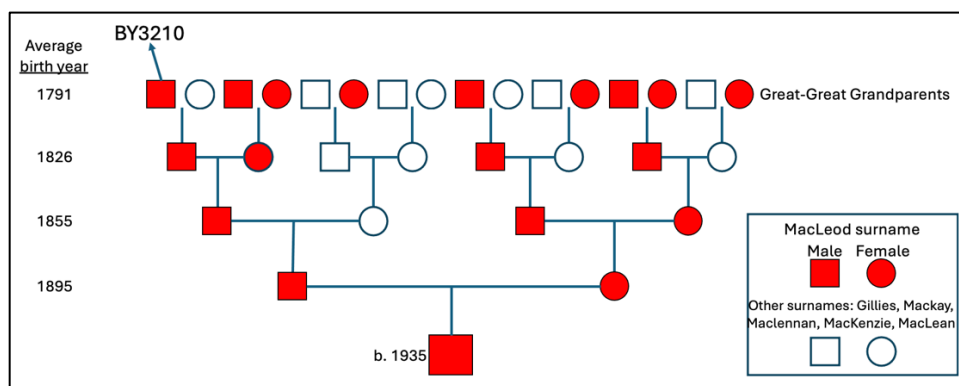 BY3210
Average
birth year
1791
Great-Great Grandparents
1826
1855
1895
b. 1935
MacLeod surname
Male Female
Other surnames: Gillies, Mackay,
Maclennan, MacKenzie, MacLean